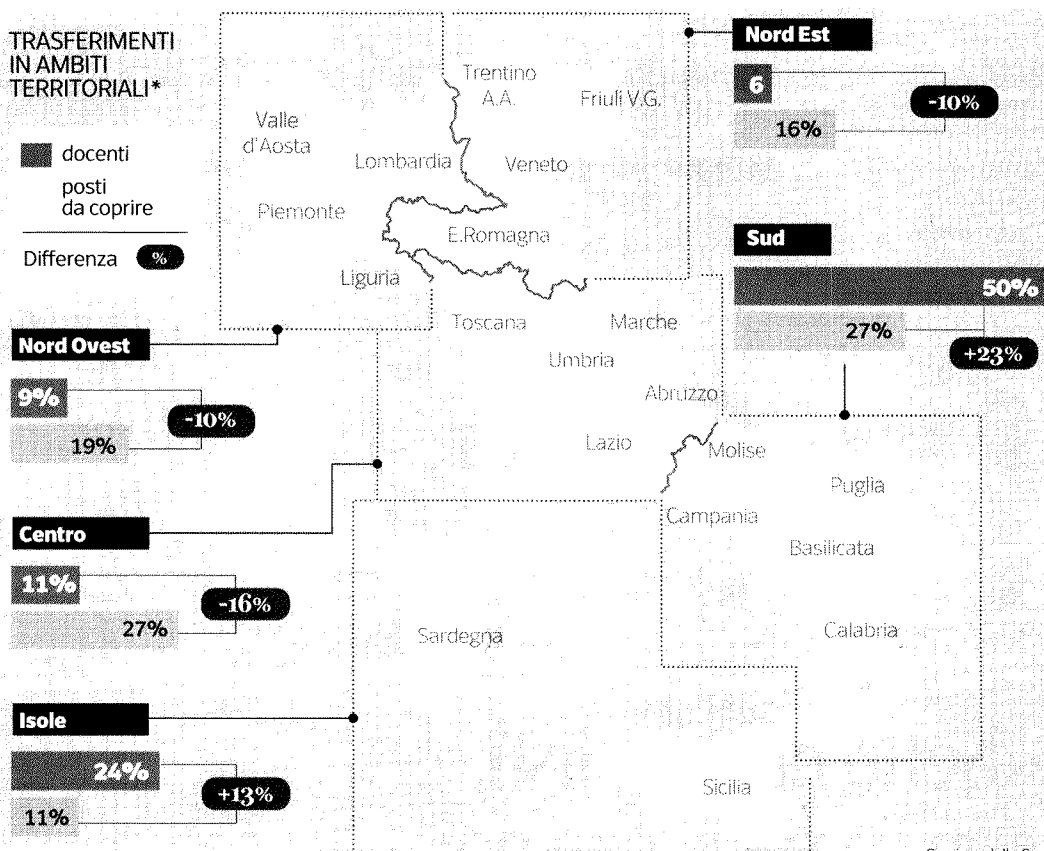 TRASFERIMENTI
IN AMBITI
TERRITORIALI*
docenti
posti
da coprire
Differenza %
Valle
d'Aosta
Lombardia
Piemonte
Liguria
Trentino
A.A.
Friuli V.G.
Veneto
E.Romagna
Toscana
Marche
Umbria
Abruzzo
Lazio
Molise
Puglia
Campania
Basilicata
Calabria
Sardegna
Sicilia
Nord Est
6
16%
-10%
Sud
50%
27%
+23%
Nord Ovest
9%
19%
-10%
Centro
11%
27%
-16%
Isole
24%
11%
+13%